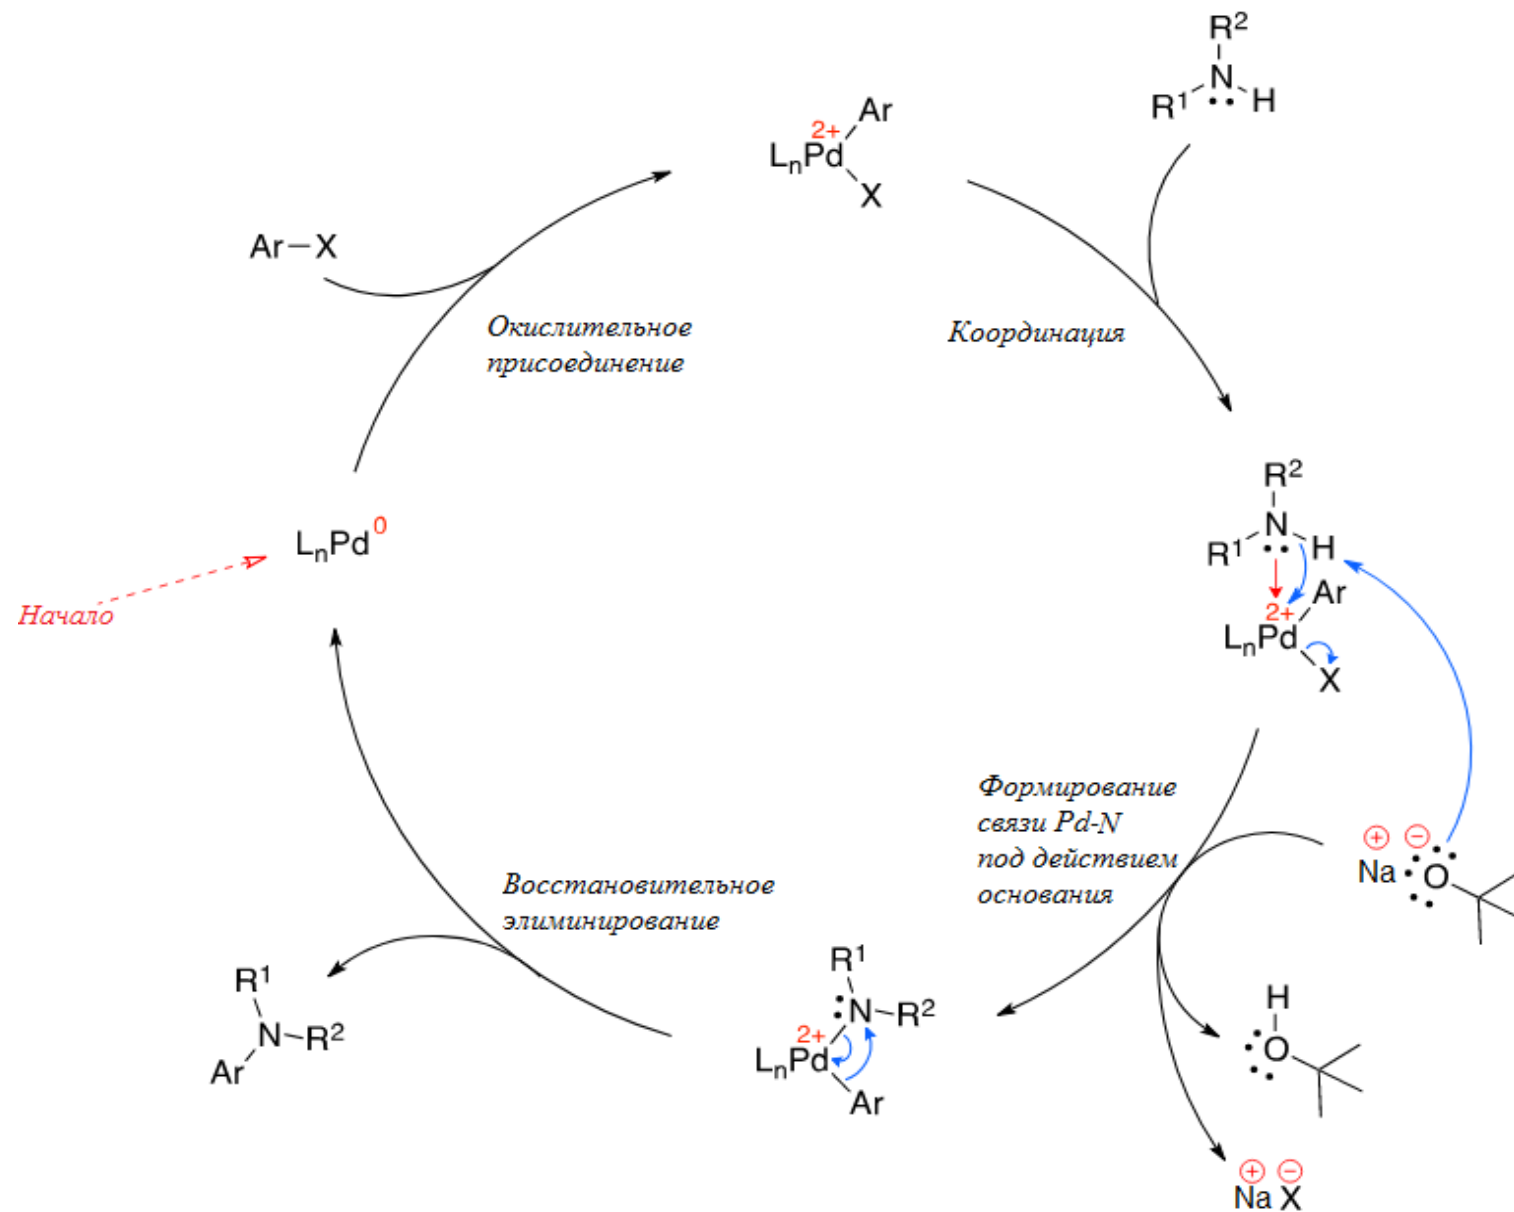 R² N R¹ H
Ar
2+
LₙPd
X
Ar–X
Окислительное
присоединение
Координация
R²
N
R¹ H
Ar
2+
LₙPd
X
LₙPd⁰
Начало
Формирование
связи Pd-N
под действием
основания
+ −
Na O
Восстановительное
элиминирование
R¹
N R²
Ar
R¹
N R²
2+
LₙPd
Ar
H
O
+ −
Na X